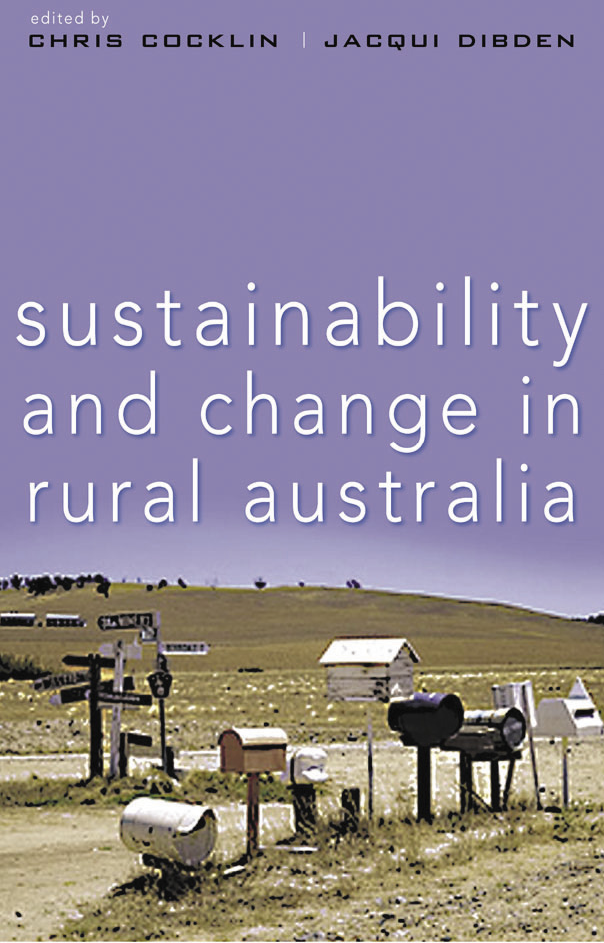 edited by
CHRIS COCKLIN | JACQUI DIBDEN
sustainability
and change in
rural australia